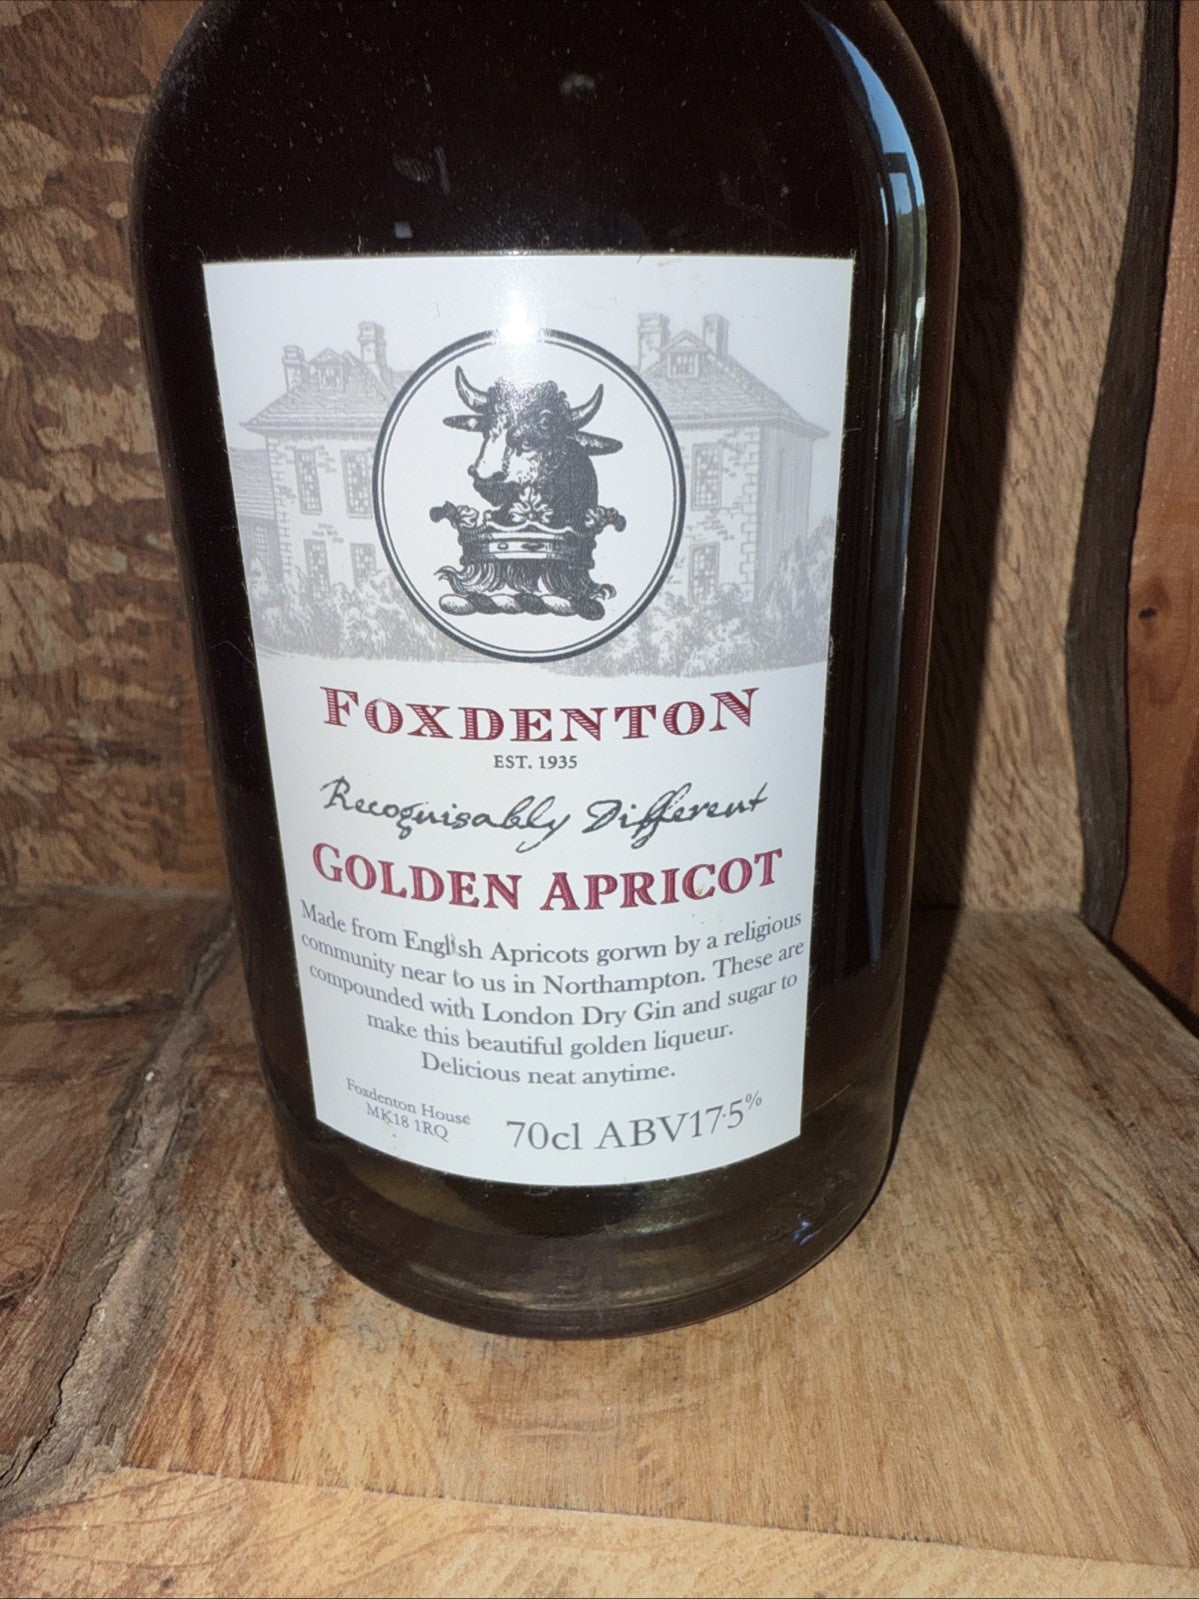 FOXDENTON
EST. 1935
Recognisably Different
GOLDEN APRICOT
Made from English Apricots gorwn by a religious
community near to us in Northampton. These are
compounded with London Dry Gin and sugar to
make this beautiful golden liqueur.
Delicious neat anytime.
Foxdenton House
MK18 1RQ
70cl ABV17·5%